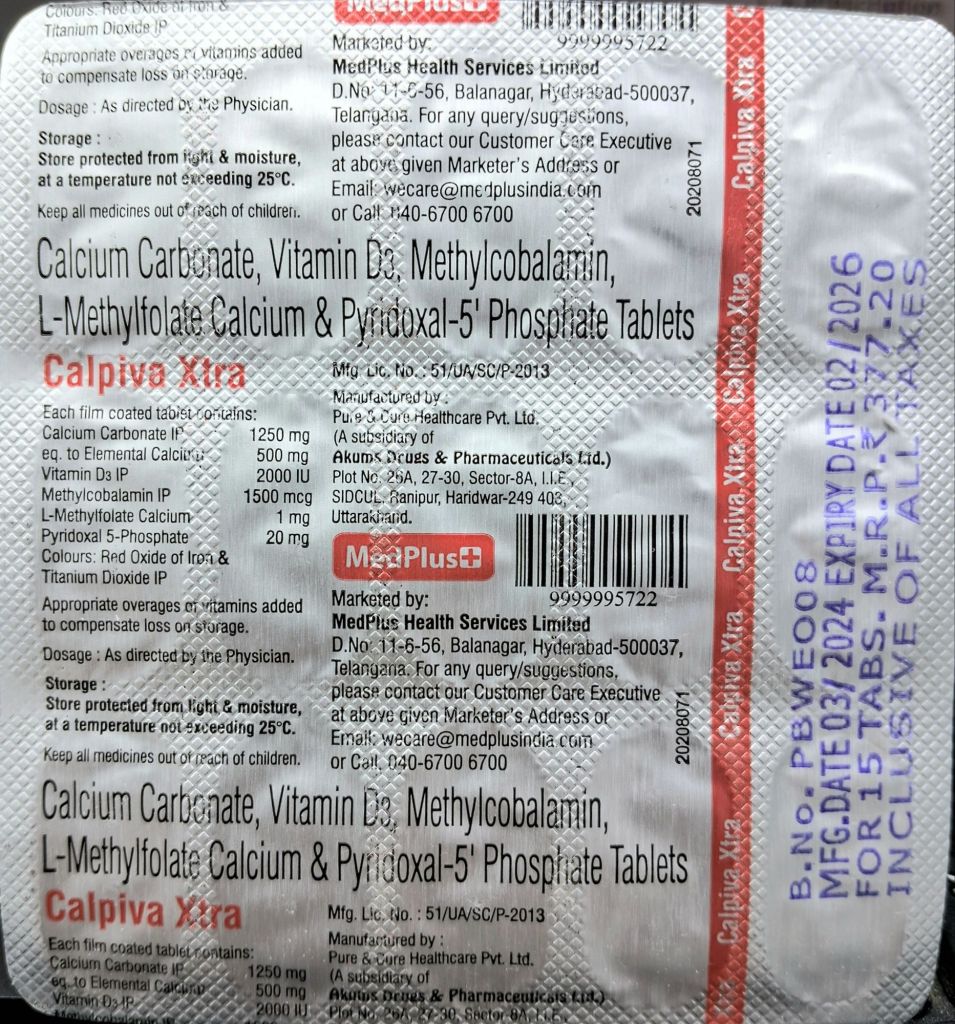 Colours: Red Oxide of Iron &
Titanium Dioxide IP
Appropriate overages of vitamins added
to compensate loss on storage.
Dosage : As directed by the Physician.
Storage :
Store protected from light & moisture,
at a temperature not exceeding 25°C.
Keep all medicines out of reach of children.
MedPlus
9999995722
Marketed by:
MedPlus Health Services Limited
D.No: 11-6-56, Balanagar, Hyderabad-500037,
Telangana. For any query/suggestions,
please contact our Customer Care Executive
at above given Marketer's Address or
Email: wecare@medplusindia.com
or Call: 040-6700 6700
20208071
Calcium Carbonate, Vitamin D3, Methylcobalamin,
L-Methylfolate Calcium & Pyridoxal-5' Phosphate Tablets
Calpiva Xtra
Each film coated tablet contains:
Calcium Carbonate IP 1250 mg
eq. to Elemental Calcium 500 mg
Vitamin D3 IP 2000 IU
Methylcobalamin IP 1500 mcg
L-Methylfolate Calcium 1 mg
Pyridoxal 5-Phosphate 20 mg
Colours: Red Oxide of Iron &
Titanium Dioxide IP
Appropriate overages of vitamins added
to compensate loss on storage.
Dosage : As directed by the Physician.
Storage :
Store protected from light & moisture,
at a temperature not exceeding 25°C.
Keep all medicines out of reach of children.
Mfg. Lic. No. : 51/UA/SC/P-2013
Manufactured by :
Pure & Cure Healthcare Pvt. Ltd.
(A subsidiary of
Akums Drugs & Pharmaceuticals Ltd.)
Plot No. 26A, 27-30, Sector-8A, I.I.E.,
SIDCUL, Ranipur, Haridwar-249 403,
Uttarakhand.
MedPlus
9999995722
Marketed by:
MedPlus Health Services Limited
D.No: 11-6-56, Balanagar, Hyderabad-500037,
Telangana. For any query/suggestions,
please contact our Customer Care Executive
at above given Marketer's Address or
Email: wecare@medplusindia.com
or Call: 040-6700 6700
20208071
Calcium Carbonate, Vitamin D3, Methylcobalamin,
L-Methylfolate Calcium & Pyridoxal-5' Phosphate Tablets
Calpiva Xtra
Each film coated tablet contains:
Calcium Carbonate IP 1250 mg
eq. to Elemental Calcium 500 mg
Vitamin D3 IP 2000 IU
Methylcobalamin IP
Mfg. Lic. No. : 51/UA/SC/P-2013
Manufactured by :
Pure & Cure Healthcare Pvt. Ltd.
(A subsidiary of
Akums Drugs & Pharmaceuticals Ltd.)
Plot No. 26A, 27-30, Sector-8A, I.I.E.,
Calpiva Xtra
Calpiva Xtra
Calpiva Xtra
Calpiva Xtra
Calpiva Xtra
B.No. PBWE008
MFG.DATE 03/2024 EXPIRY DATE 02/2026
FOR 15 TABS. M.R.P.₹.377.20
INCLUSIVE OF ALL TAXES